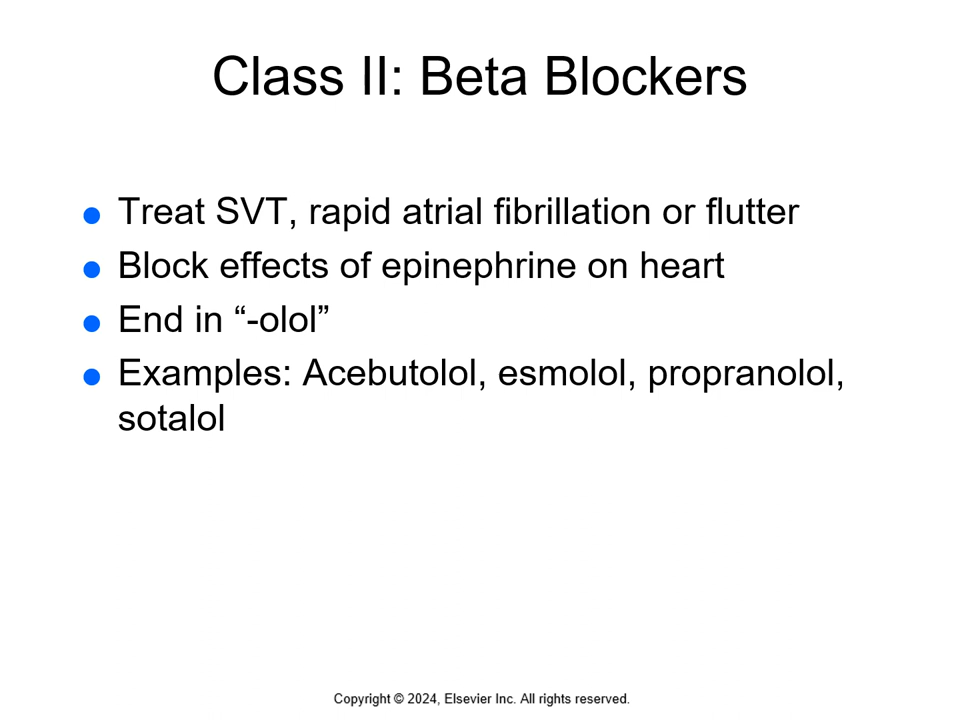 Class II: Beta Blockers
● Treat SVT, rapid atrial fibrillation or flutter
● Block effects of epinephrine on heart
● End in “-olol”
● Examples: Acebutolol, esmolol, propranolol,
sotalol
Copyright © 2024, Elsevier Inc. All rights reserved.